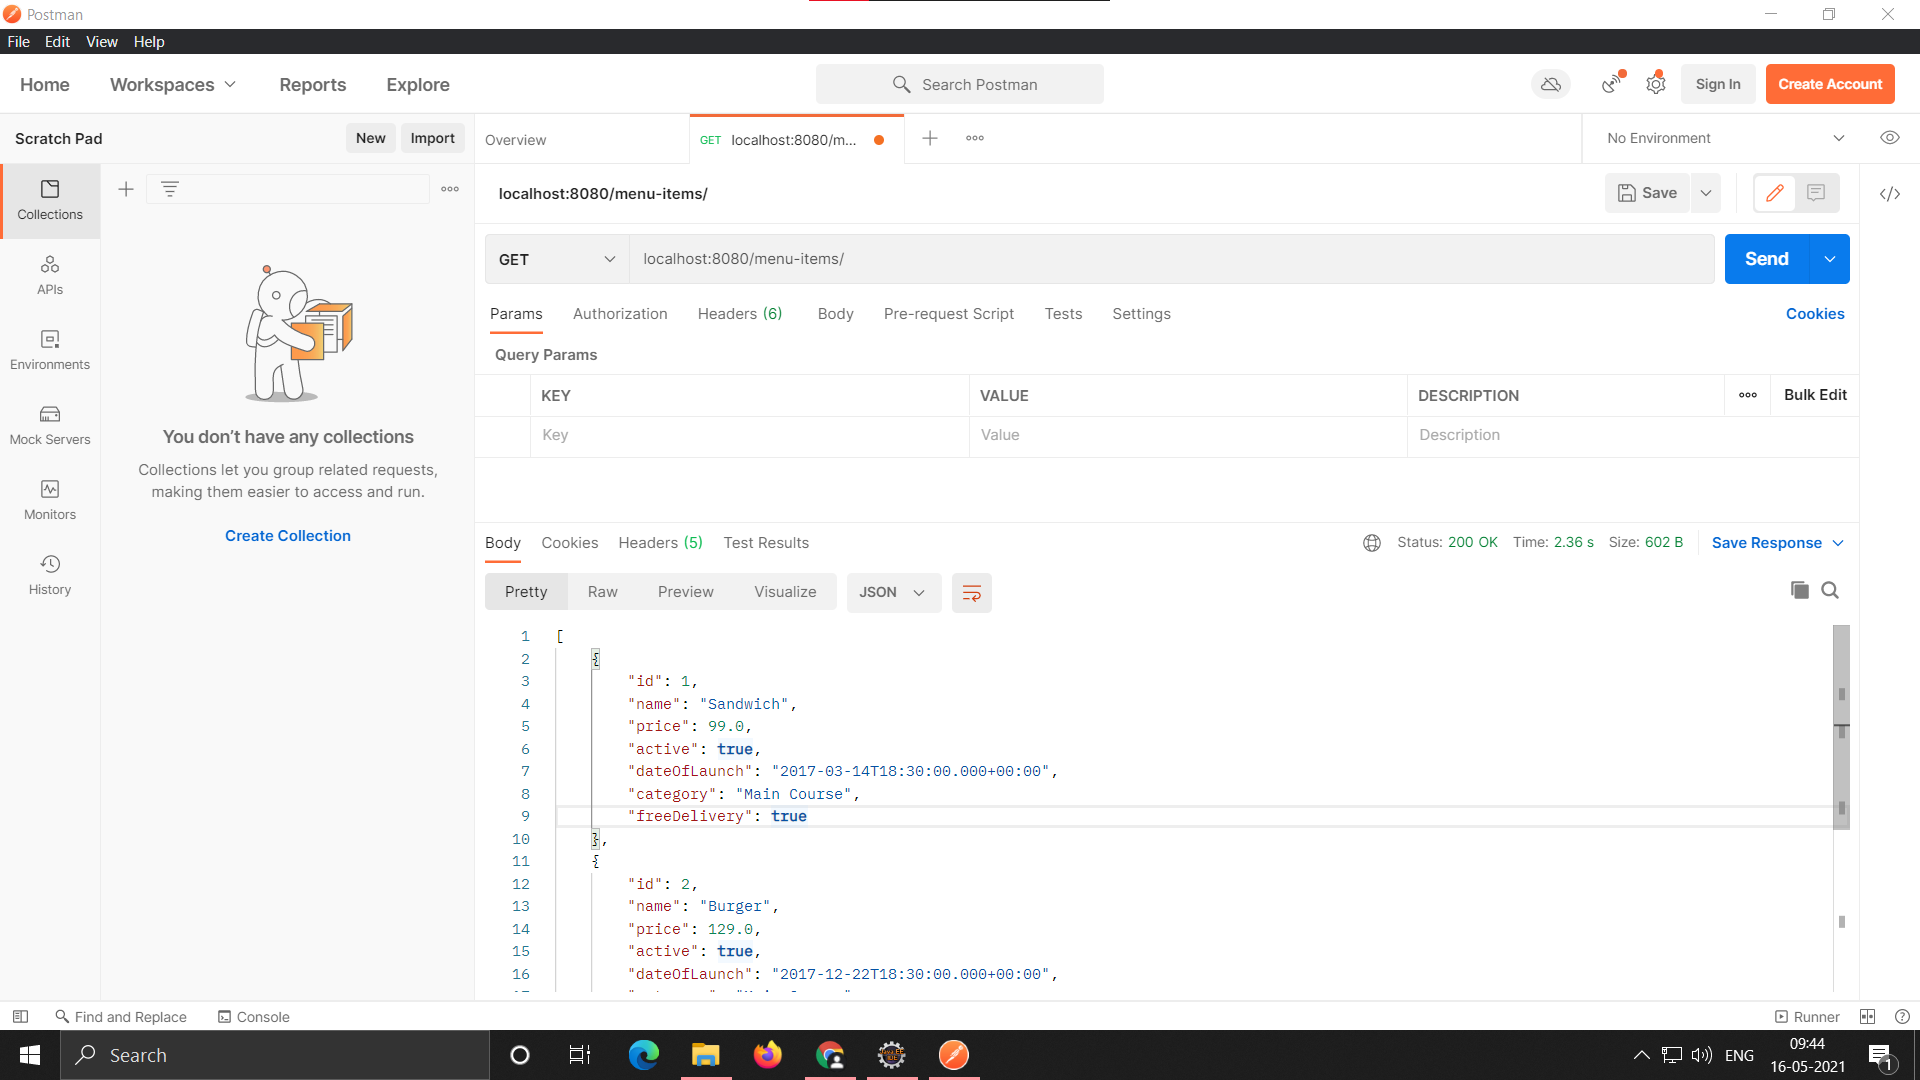 Postman
File Edit View Help
Home Workspaces Reports Explore
Search Postman
Sign In
Create Account
Scratch Pad
New
Import
Overview
GET localhost:8080/m...
No Environment
Collections
APIs
Environments
Mock Servers
Monitors
History
You don’t have any collections
Collections let you group related requests,
making them easier to access and run.
Create Collection
localhost:8080/menu-items/
Save
GET
localhost:8080/menu-items/
Send
Params Authorization Headers (6) Body Pre-request Script Tests Settings
Cookies
Query Params
KEY VALUE DESCRIPTION
Bulk Edit
Key Value Description
Body Cookies Headers (5) Test Results
Status: 200 OK Time: 2.36 s Size: 602 B
Save Response
Pretty Raw Preview Visualize
JSON
1 [
2 {
3 "id": 1,
4 "name": "Sandwich",
5 "price": 99.0,
6 "active": true,
7 "dateOfLaunch": "2017-03-14T18:30:00.000+00:00",
8 "category": "Main Course",
9 "freeDelivery": true
10 },
11 {
12 "id": 2,
13 "name": "Burger",
14 "price": 129.0,
15 "active": true,
16 "dateOfLaunch": "2017-12-22T18:30:00.000+00:00",
Find and Replace
Console
Runner
Search
ENG
09:44
16-05-2021
1